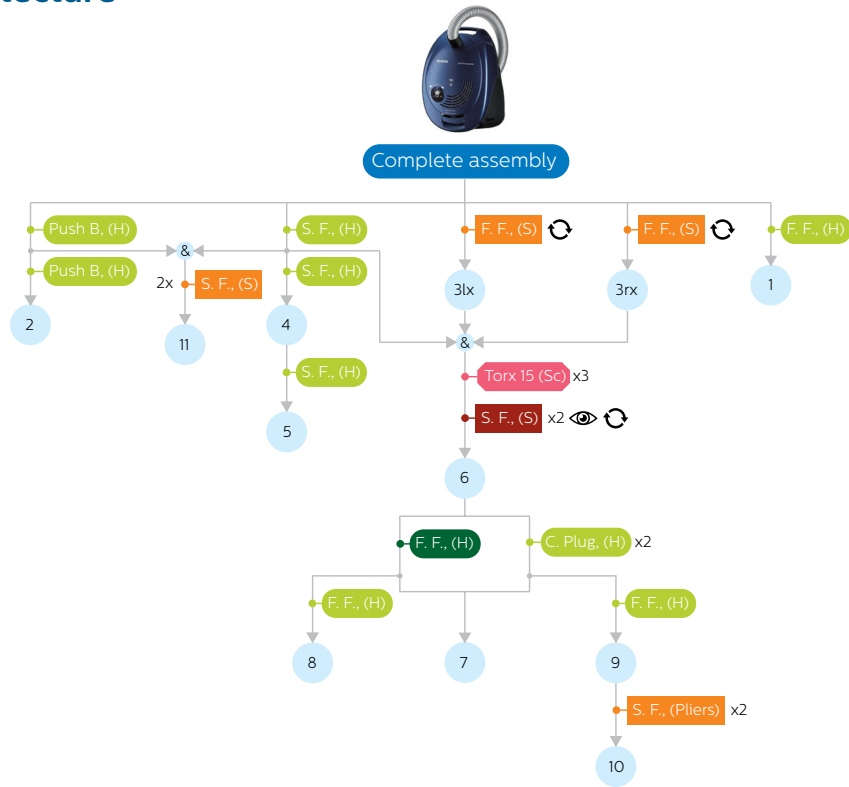 Complete assembly
Push B, (H)
S. F., (H)
F. F., (S)
F. F., (S)
F. F., (H)
&
Push B, (H)
2x
S. F., (S)
S. F., (H)
3lx
3rx
1
2
11
4
&
S. F., (H)
Torx 15 (Sc) x3
S. F., (S) x2
5
6
F. F., (H)
C. Plug, (H) x2
F. F., (H)
F. F., (H)
8
7
9
S. F., (Pliers) x2
10